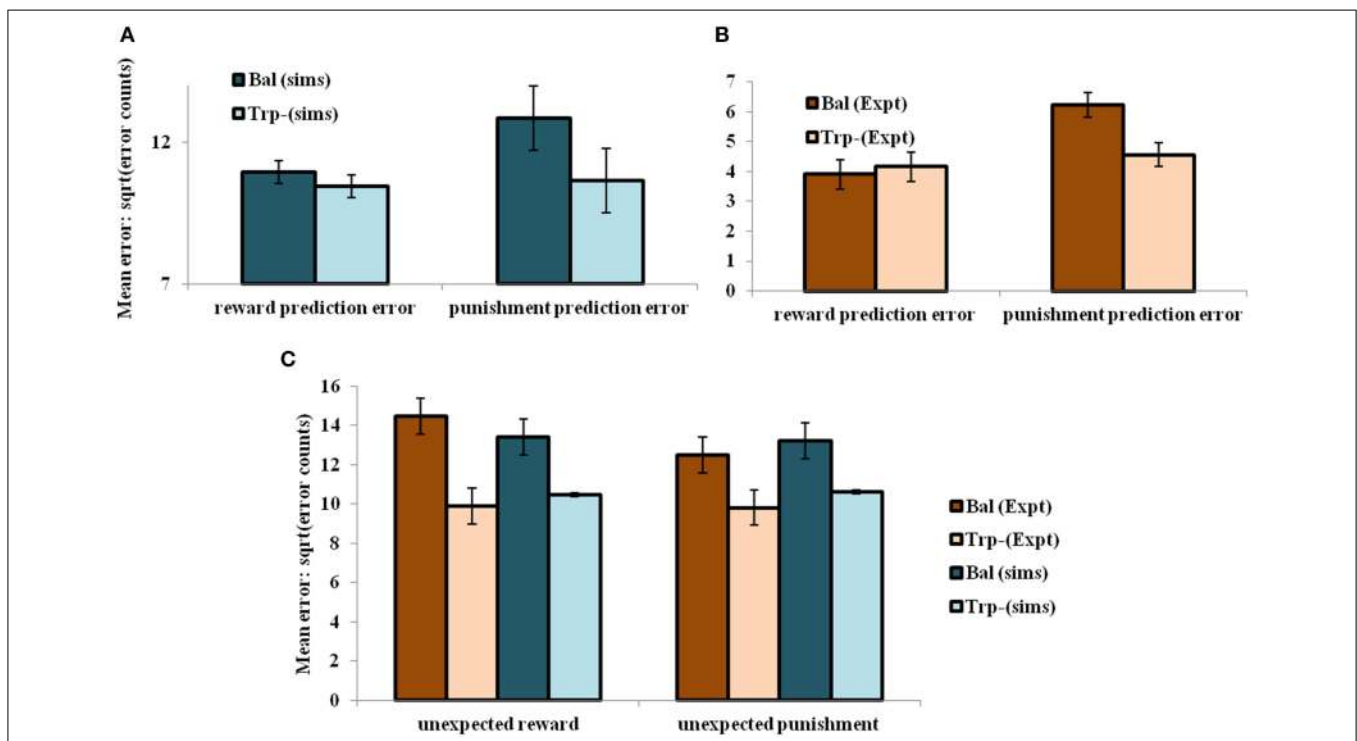 A
Mean error: sqrt(error counts)
Bal (sims)
Trp-(sims)
12
7
reward prediction error
punishment prediction error
B
Bal (Expt)
Trp-(Expt)
7
6
5
4
3
2
1
0
reward prediction error
punishment prediction error
C
Mean error: sqrt(error counts)
16
14
12
10
8
6
4
2
0
unexpected reward
unexpected punishment
Bal (Expt)
Trp-(Expt)
Bal (sims)
Trp-(sims)